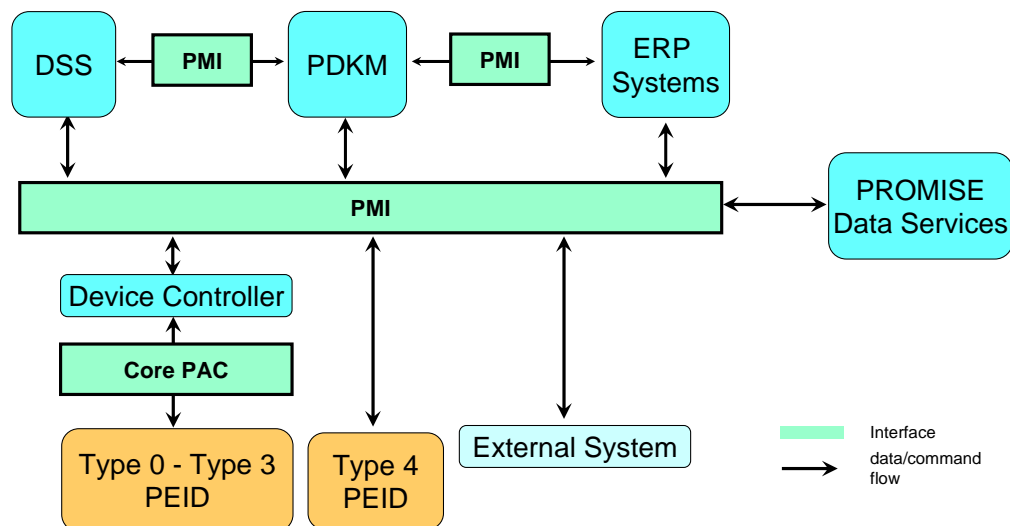 DSS
PMI
PDKM
PMI
ERP
Systems
PMI
PROMISE
Data Services
Device Controller
Core PAC
Type 0 - Type 3
PEID
Type 4
PEID
External System
Interface
data/command
flow